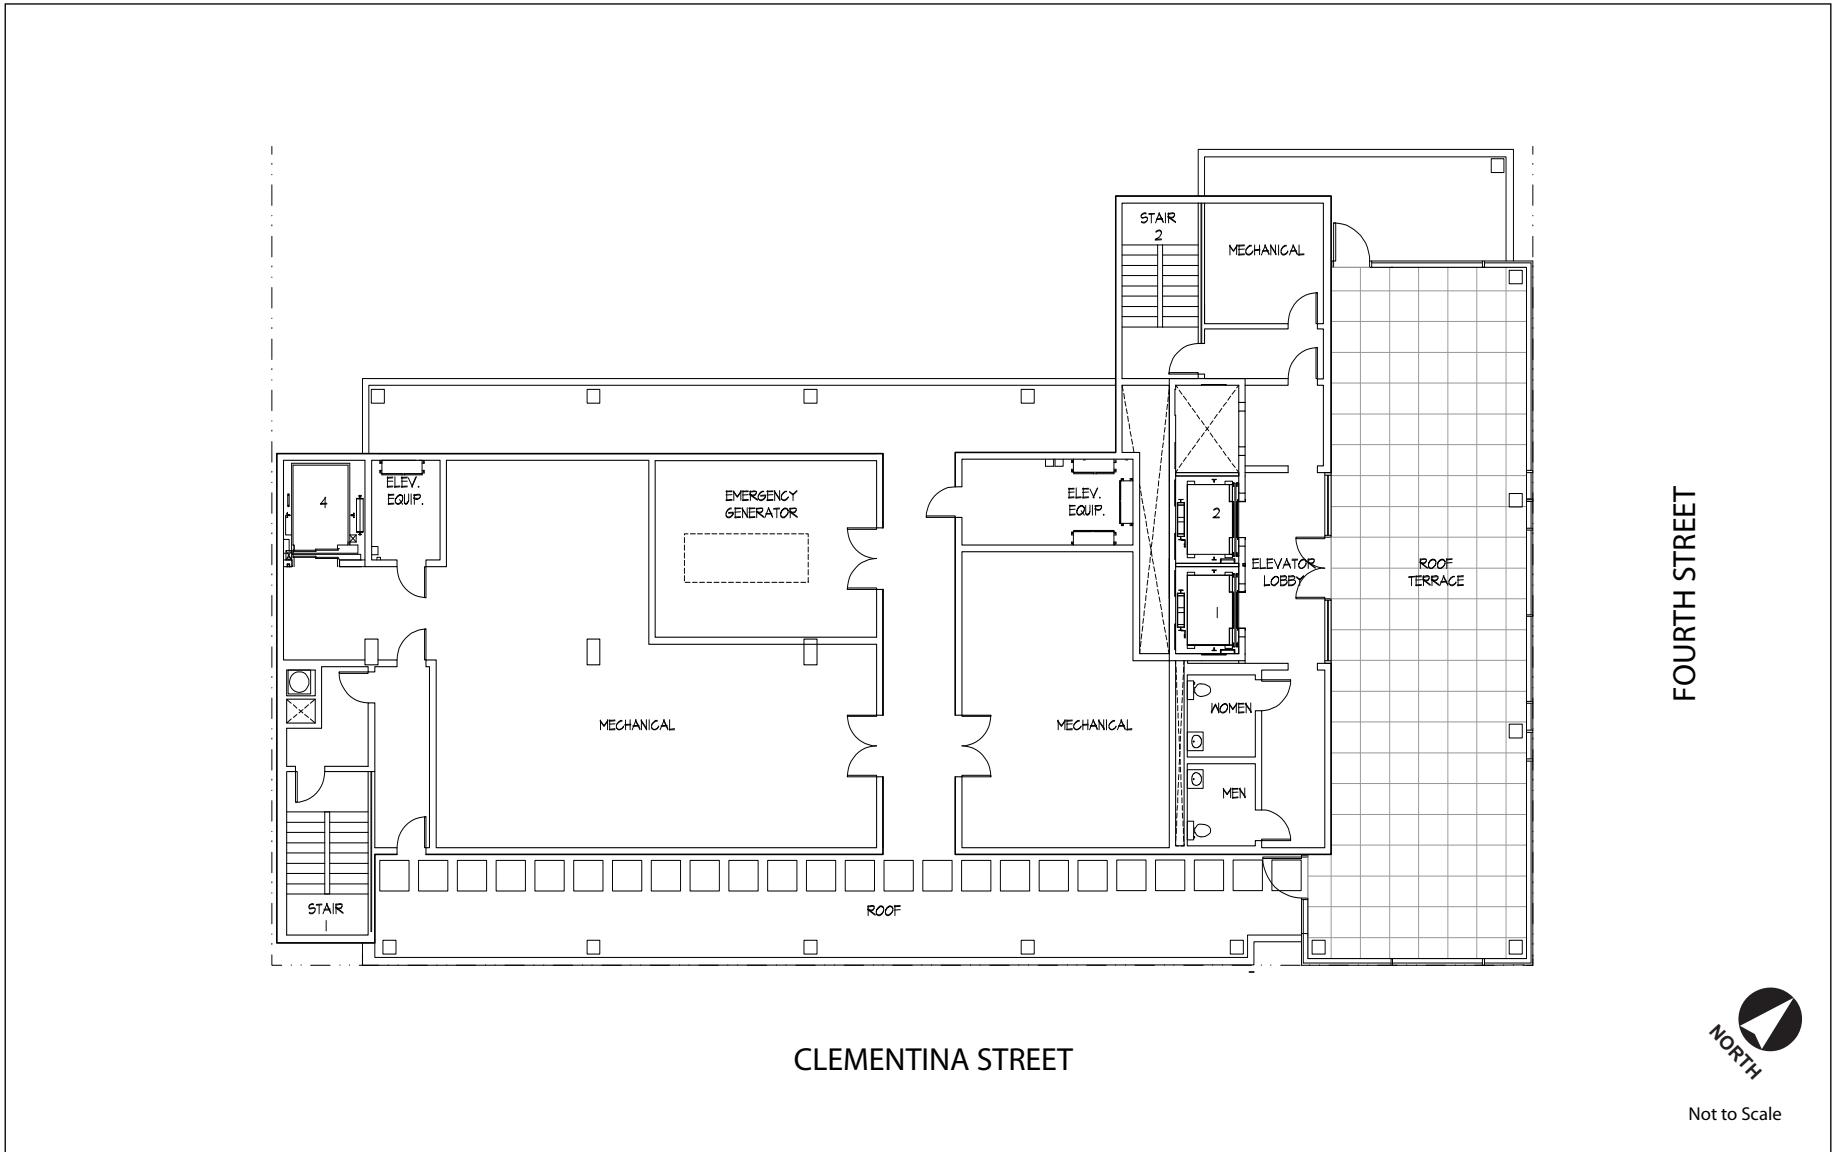 STAIR
2
MECHANICAL
ELEV.
EQUIP.
4
EMERGENCY
GENERATOR
ELEV.
EQUIP.
2
ELEVATOR
LOBBY
ROOF
TERRACE
1
FOURTH STREET
MECHANICAL
MECHANICAL
WOMEN
MEN
STAIR
1
ROOF
CLEMENTINA STREET
NORTH
Not to Scale